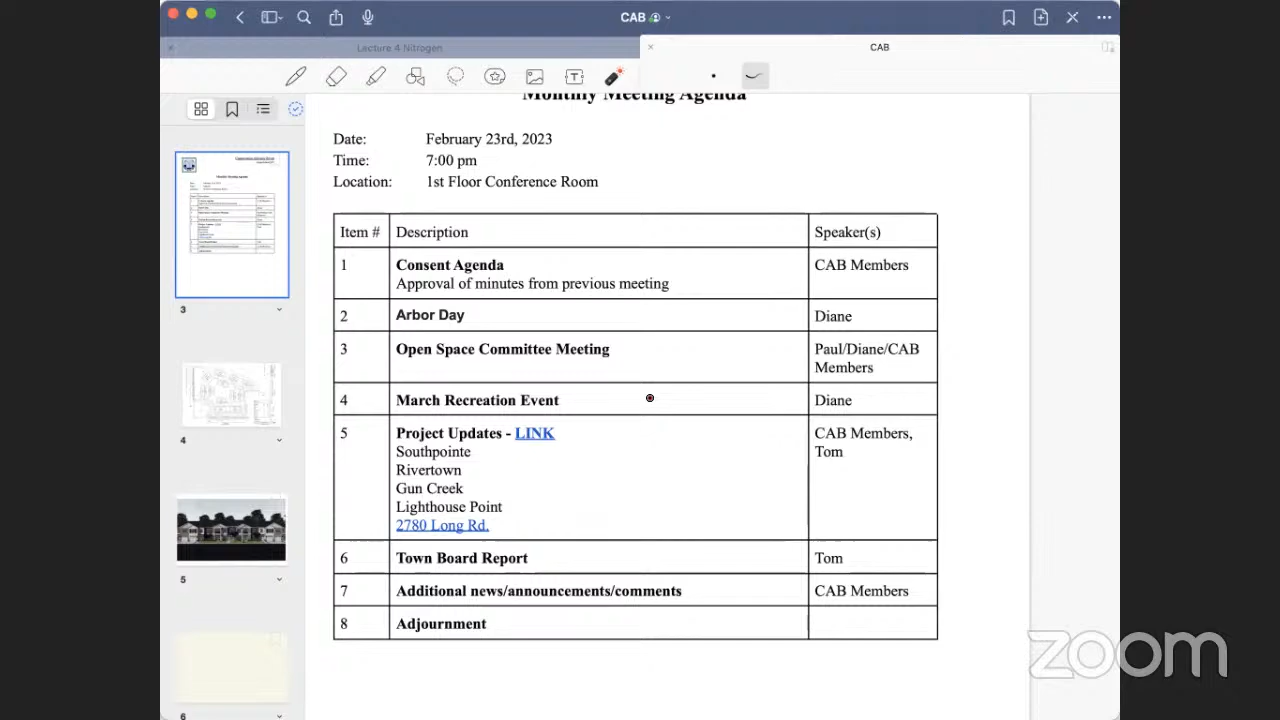 CAB
Lecture 4 Nitrogen
CAB
Monthly Meeting Agenda
Date: February 23rd, 2023
Time: 7:00 pm
Location: 1st Floor Conference Room
Item # Description Speaker(s)
1 Consent Agenda CAB Members
Approval of minutes from previous meeting
2 Arbor Day Diane
3 Open Space Committee Meeting Paul/Diane/CAB
Members
4 March Recreation Event Diane
5 Project Updates - LINK CAB Members,
Southpointe Tom
Rivertown
Gun Creek
Lighthouse Point
2780 Long Rd.
6 Town Board Report Tom
7 Additional news/announcements/comments CAB Members
8 Adjournment
3
4
5
6
zoom